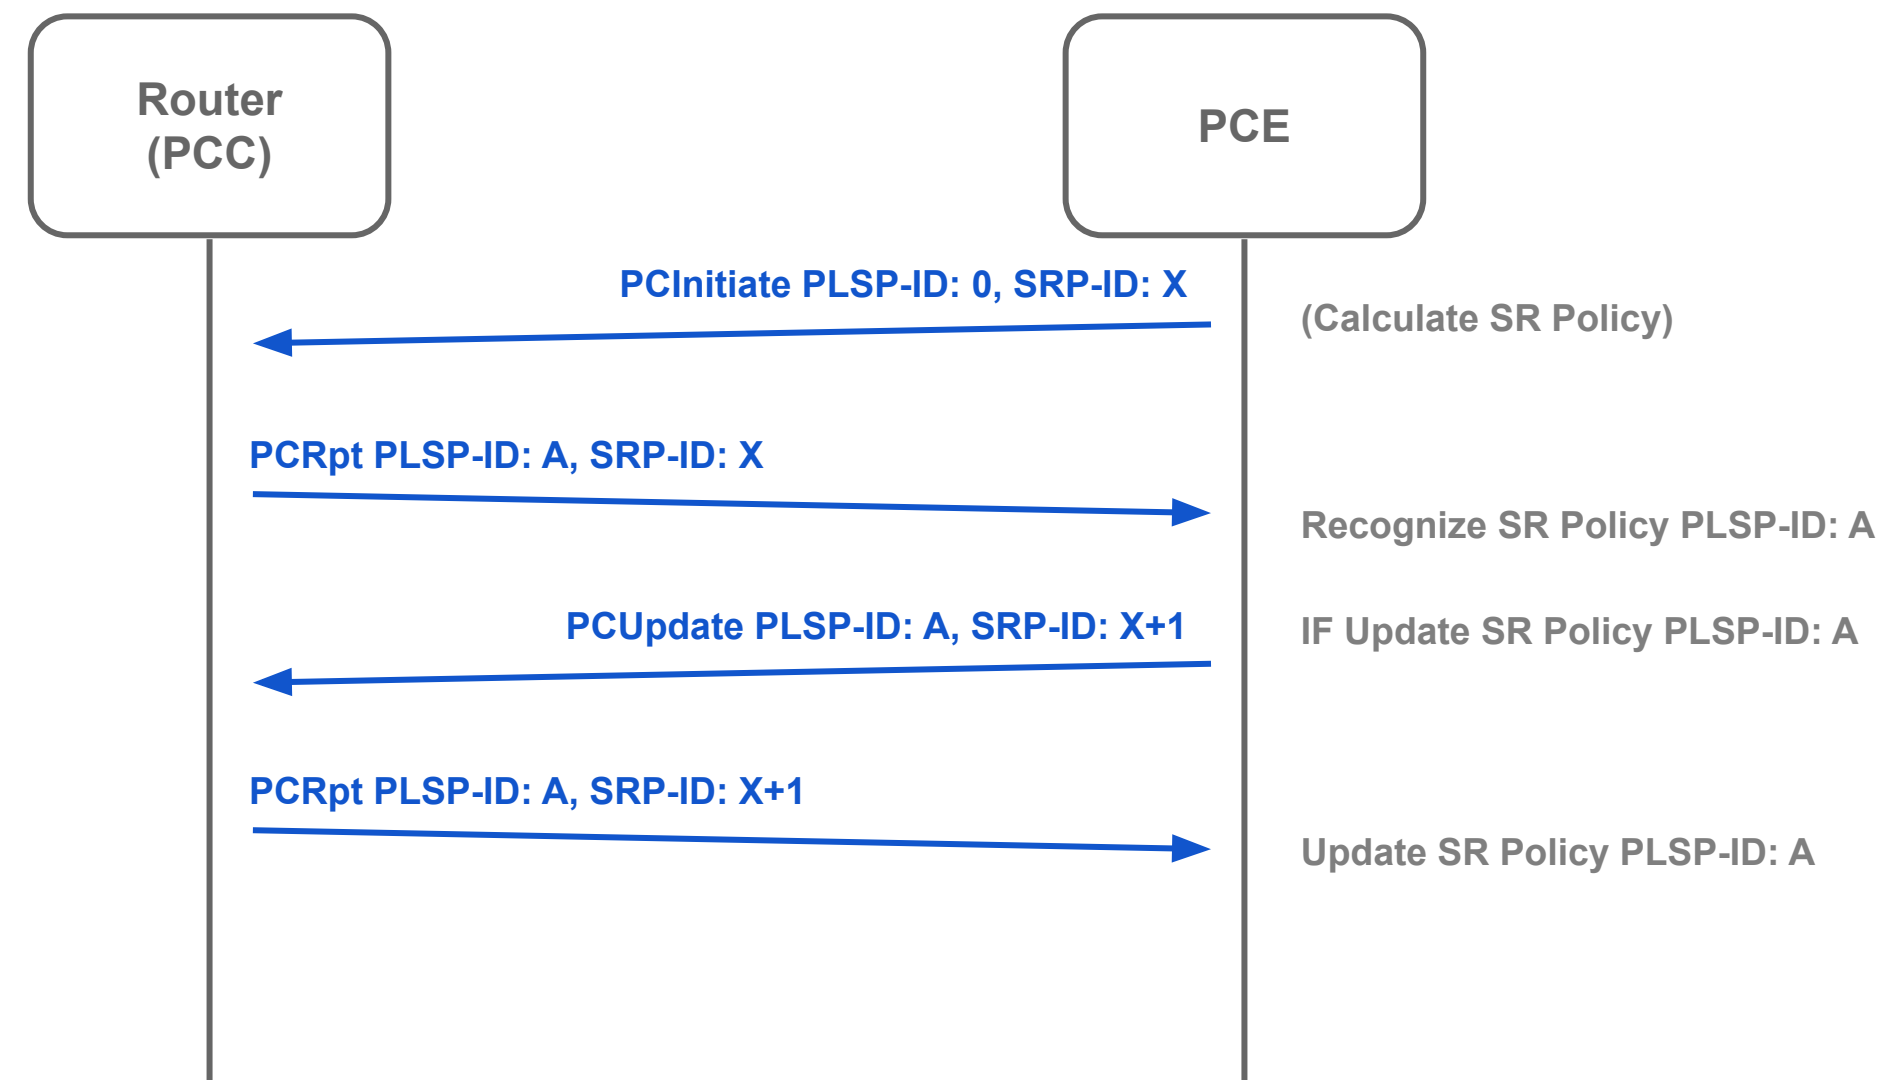 Router
(PCC)
PCE
PCInitiate PLSP-ID: 0, SRP-ID: X
(Calculate SR Policy)
PCRpt PLSP-ID: A, SRP-ID: X
Recognize SR Policy PLSP-ID: A
PCUpdate PLSP-ID: A, SRP-ID: X+1
IF Update SR Policy PLSP-ID: A
PCRpt PLSP-ID: A, SRP-ID: X+1
Update SR Policy PLSP-ID: A